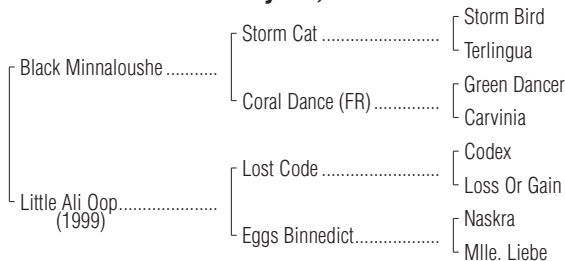 Storm Bird
Storm Cat ........................
Terlingua
Black Minnaloushe ..........
Green Dancer
Coral Dance (FR) ..............
Carvinia
Codex
Lost Code ........................
Loss Or Gain
Little Ali Oop ....................
(1999)
Naskra
Eggs Binnedict .................
Mlle. Liebe